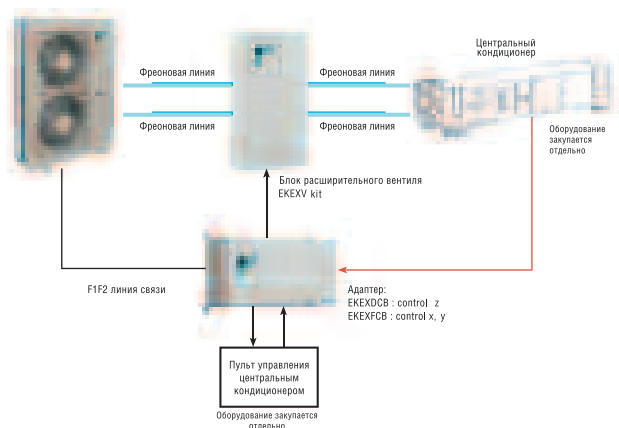 Центральный
кондиционер
Фреоновая линия
Фреоновая линия
Фреоновая линия
Фреоновая линия
Оборудование
закупается
отдельно
Блок расширительного вентиля
EKEXV kit
F1F2 линия связи
Адаптер:
EKEXDCB : control z
EKEXFCB : control x, y
Пульт управления
центральным
кондиционером
Оборудование закупается
отдельно